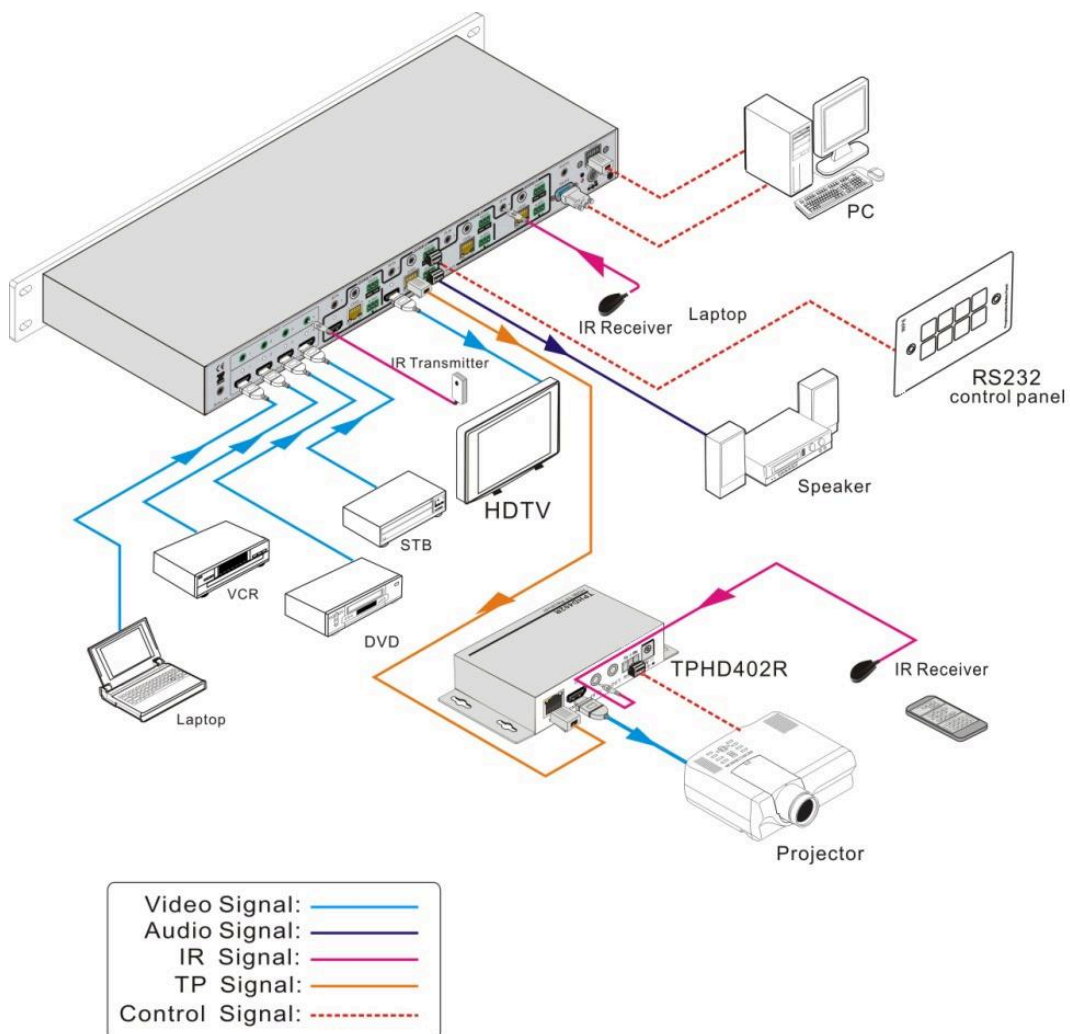 PC
IR Receiver
Laptop
IR Transmitter
RS232
control panel
Speaker
HDTV
STB
VCR
DVD
Laptop
TPHD402R
TPHD402R
IR Receiver
Projector
Video Signal:
Audio Signal:
IR Signal:
TP Signal:
Control Signal: